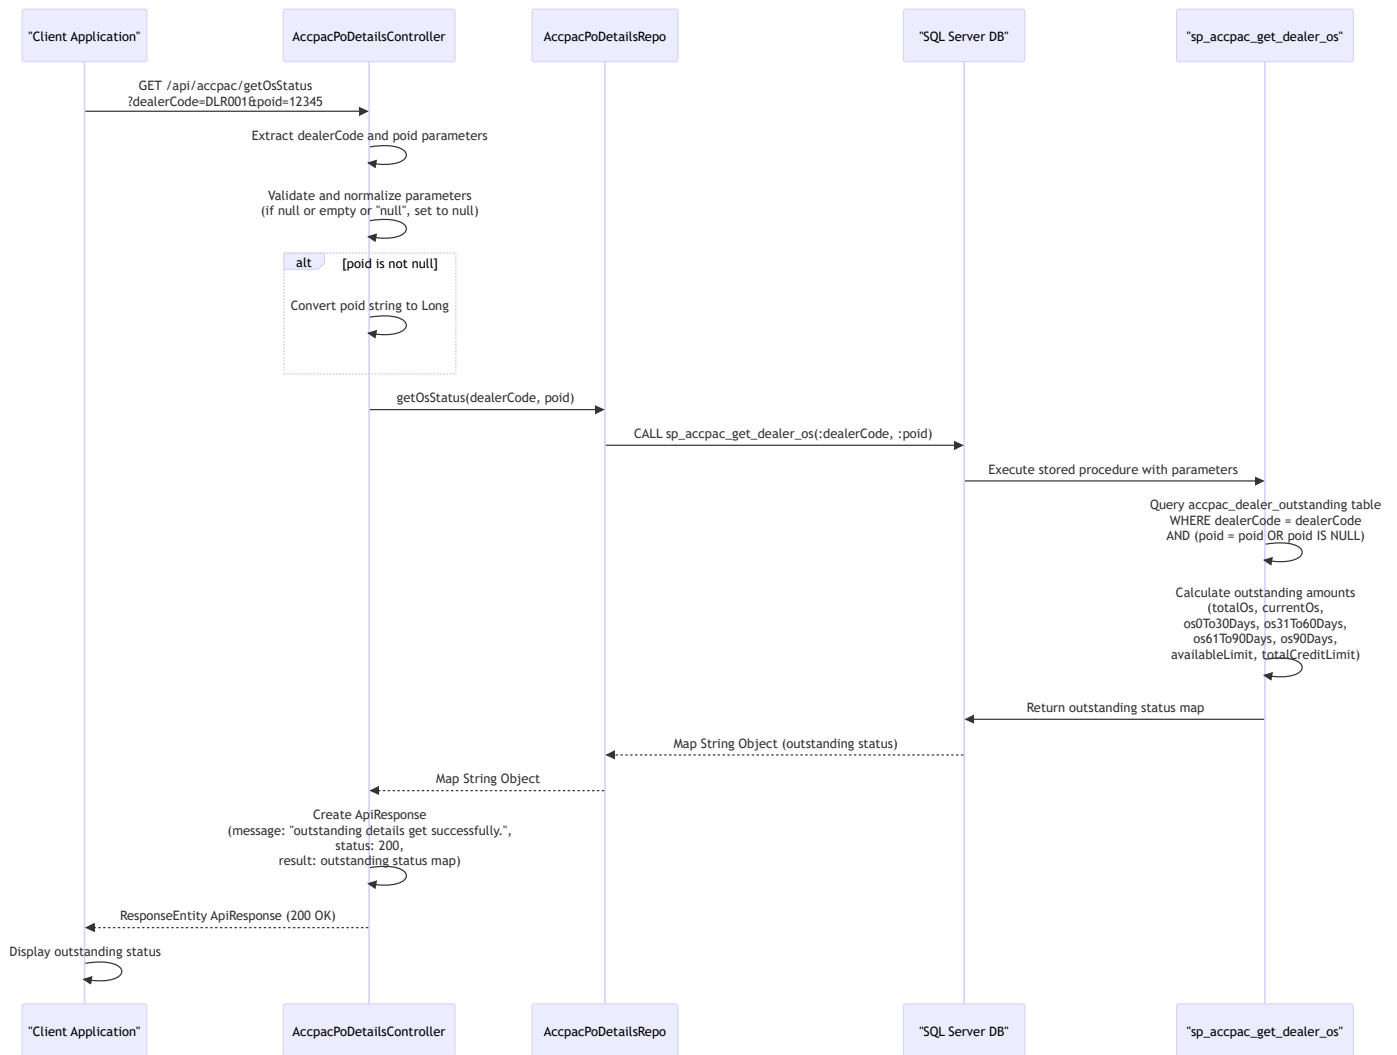 "Client Application"
AccpacPoDetailsController
AccpacPoDetailsRepo
"SQL Server DB"
"sp_accpac_get_dealer_os"
GET /api/accpac/getOsStatus
?dealerCode=DLR001&poid=12345
Extract dealerCode and poid parameters
Validate and normalize parameters
(if null or empty or "null", set to null)
alt
[poid is not null]
Convert poid string to Long
getOsStatus(dealerCode, poid)
CALL sp_accpac_get_dealer_os(:dealerCode, :poid)
Execute stored procedure with parameters
Query accpac_dealer_outstanding table
WHERE dealerCode = dealerCode
AND (poid = poid OR poid IS NULL)
Calculate outstanding amounts
(totalOs, currentOs,
os0To30Days, os31To60Days,
os61To90Days, os90Days,
availableLimit, totalCreditLimit)
Return outstanding status map
Map String Object (outstanding status)
Map String Object
Create ApiResponse
(message: "outstanding details get successfully.",
status: 200,
result: outstanding status map)
ResponseEntity ApiResponse (200 OK)
Display outstanding status
"Client Application"
AccpacPoDetailsController
AccpacPoDetailsRepo
"SQL Server DB"
"sp_accpac_get_dealer_os"